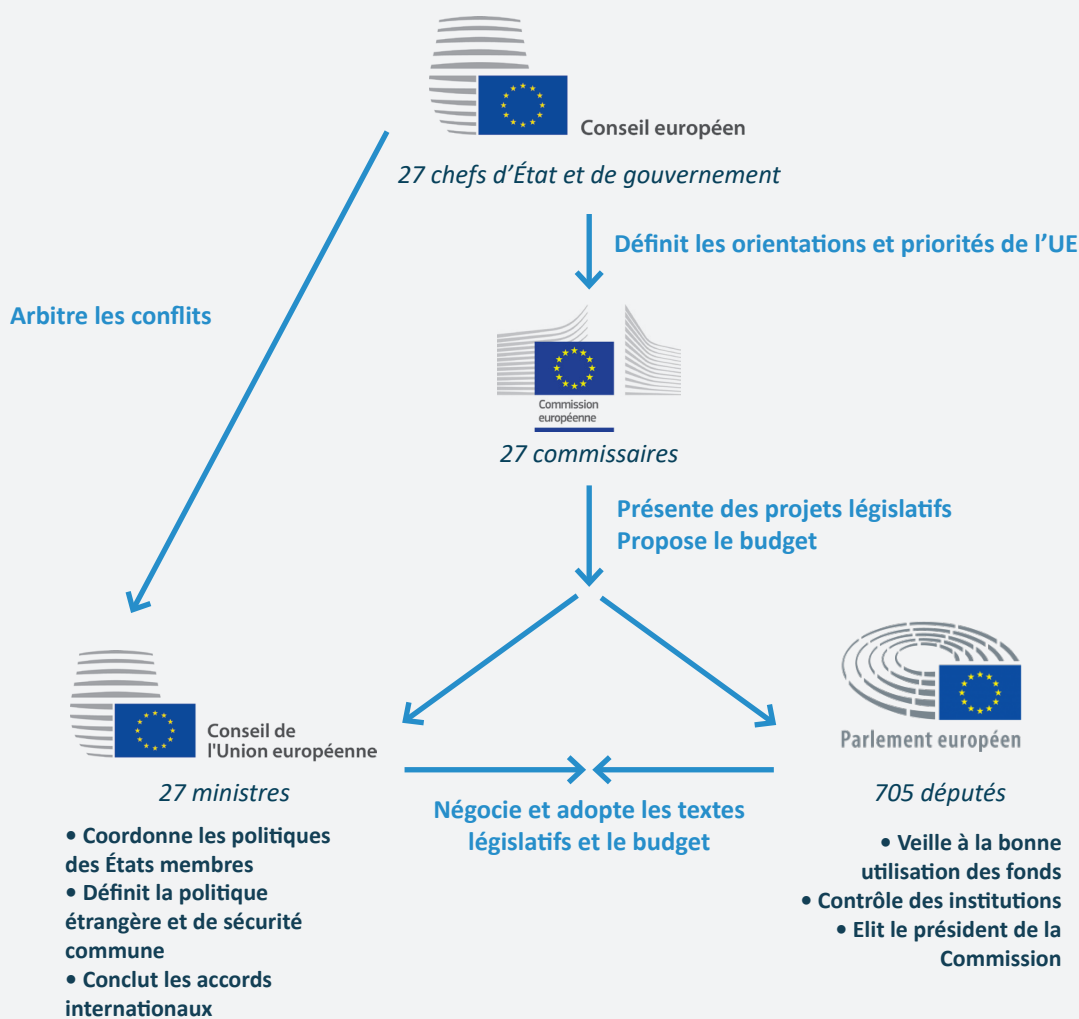 Conseil européen
27 chefs d’État et de gouvernement
Définit les orientations et priorités de l’UE
Arbitre les conflits
Commission
européenne
27 commissaires
Présente des projets législatifs
Propose le budget
Conseil de
l'Union européenne
27 ministres
• Coordonne les politiques
des États membres
• Définit la politique
étrangère et de sécurité
commune
• Conclut les accords
internationaux
Négocie et adopte les textes
législatifs et le budget
Parlement européen
705 députés
• Veille à la bonne
utilisation des fonds
• Contrôle des institutions
• Elit le président de la
Commission